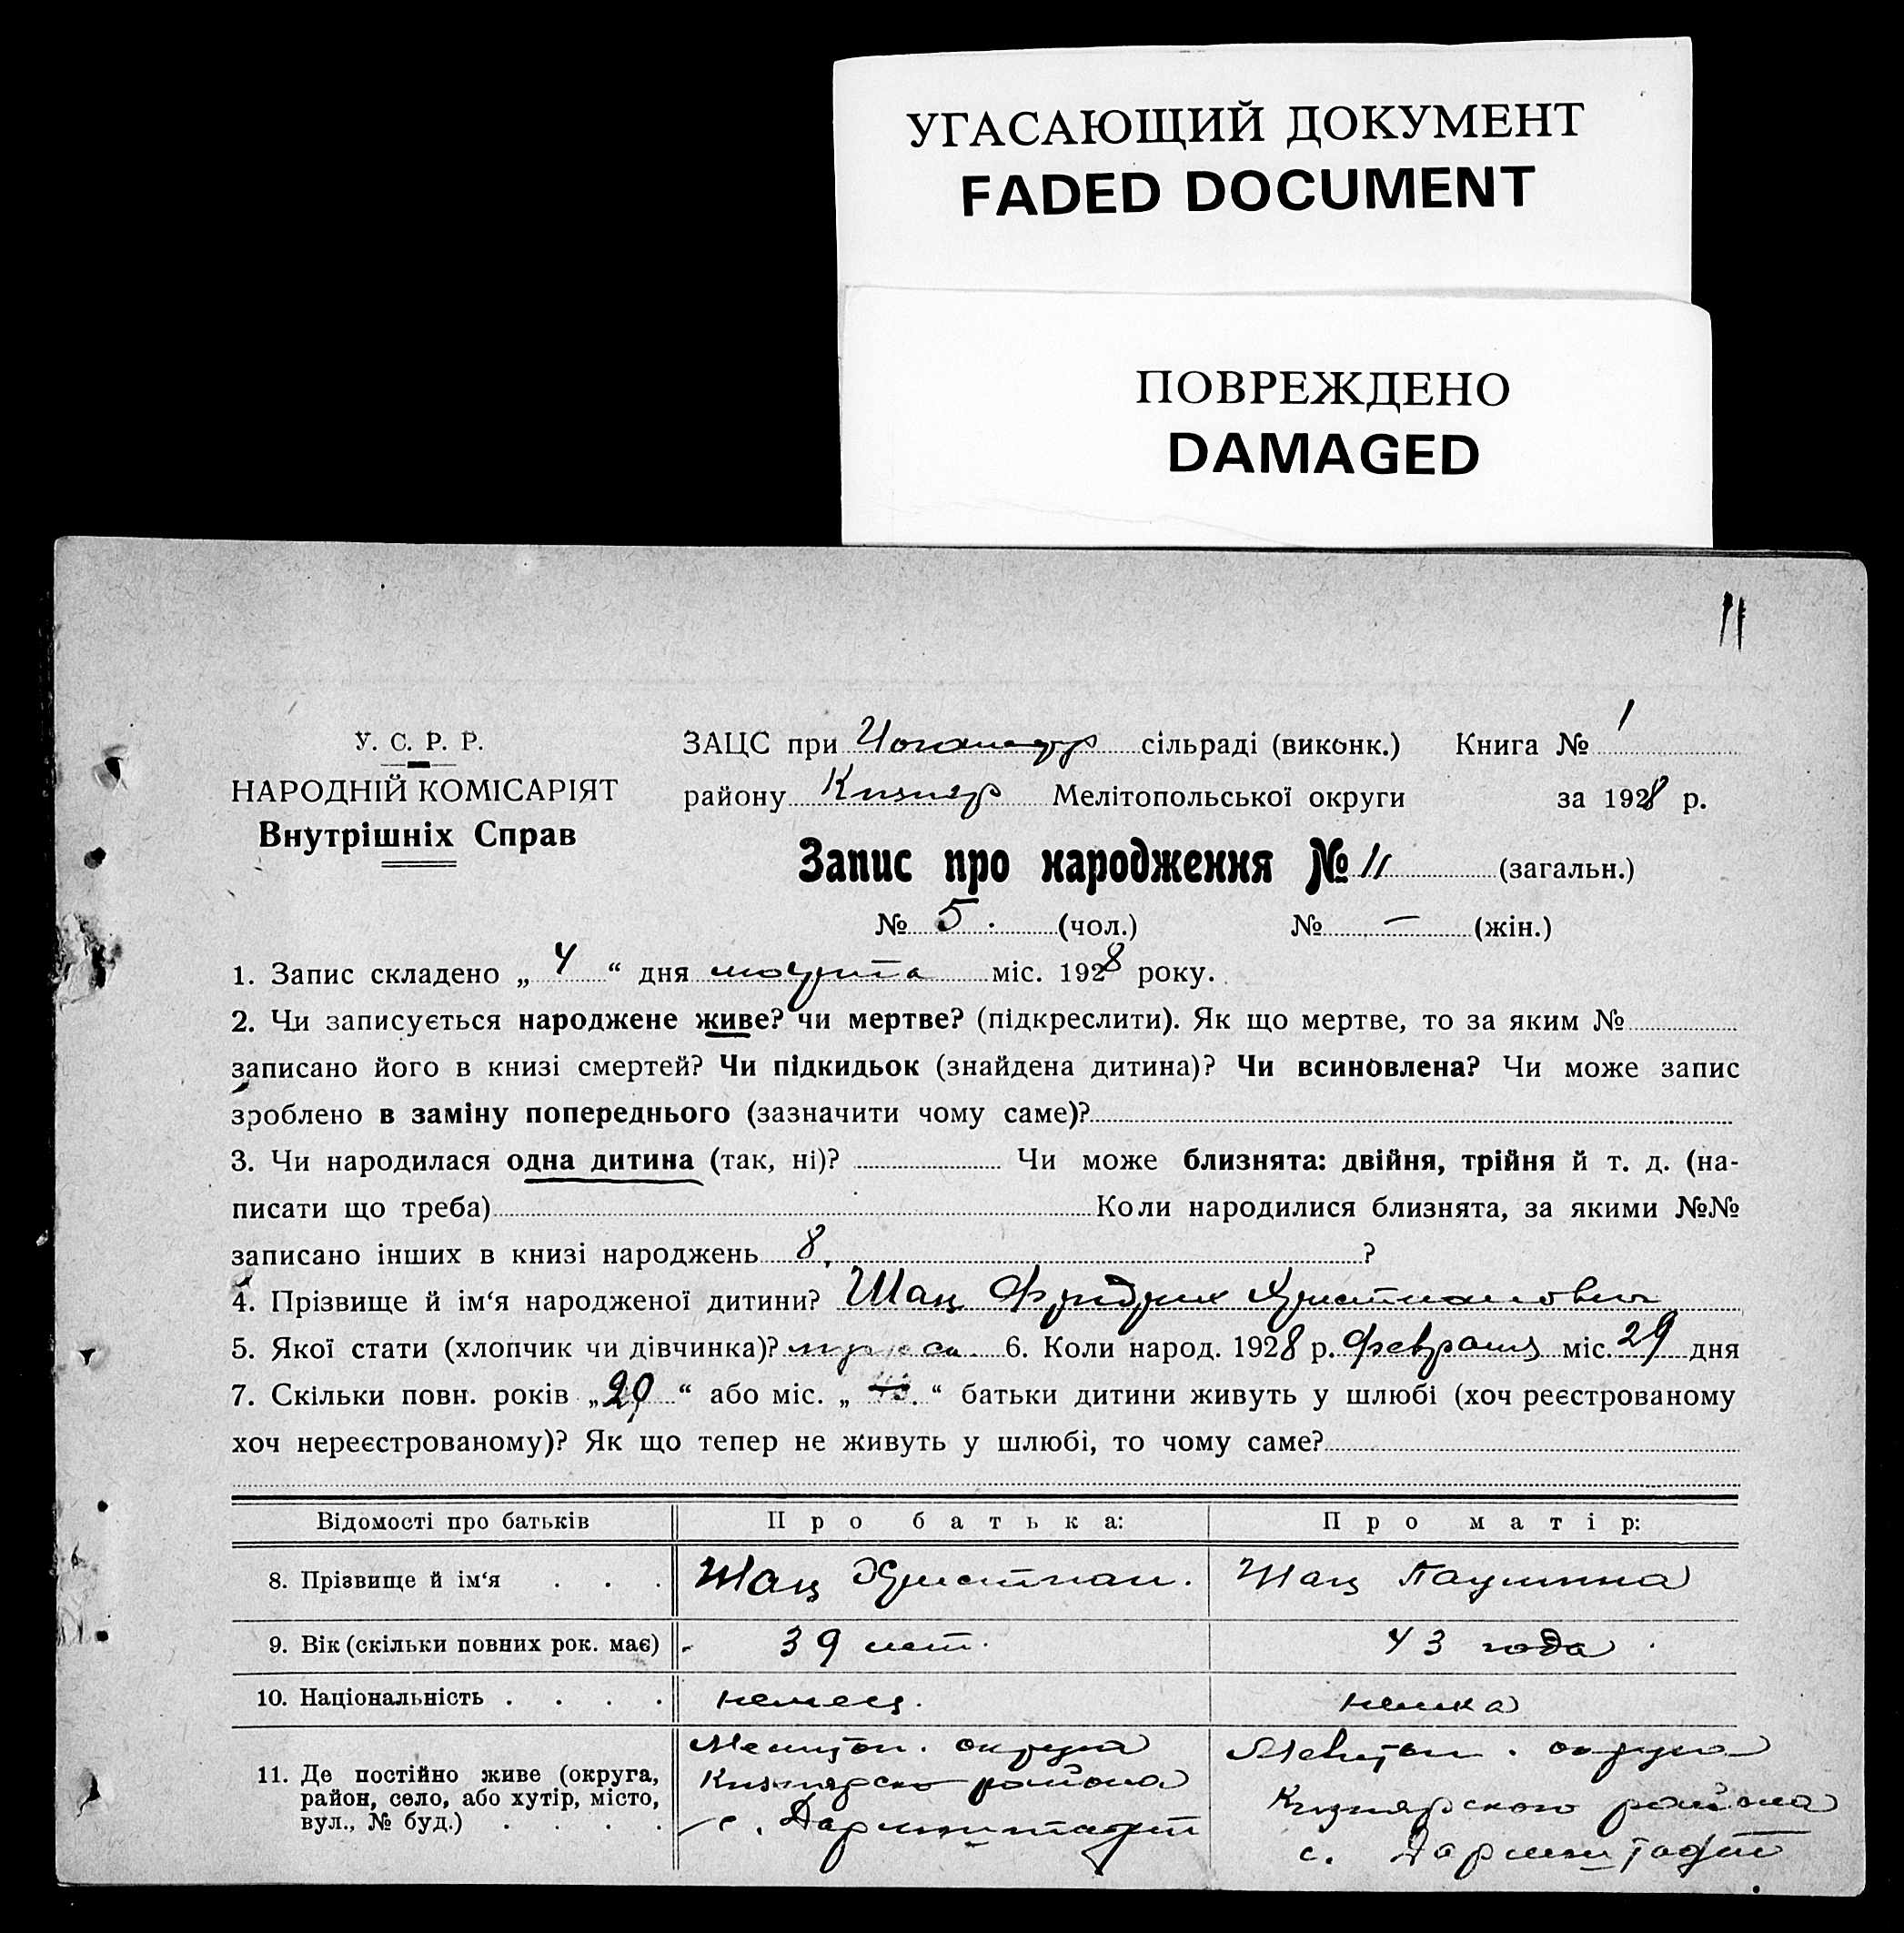 УГАСАЮЩИЙ ДОКУМЕНТ
FADED DOCUMENT
ПОВРЕЖДЕНО
DAMAGED
11
У. С. Р. Р.
НАРОДНІЙ КОМІСАРІЯТ
Внутрішніх Справ
ЗАЦС при сільраді (виконк.) Книга № 1
району Кизияр Мелітопольської округи за 1928 р.
Запис про народження № 11 (загальн.)
№ 5. (чол.) № — (жін.)
1. Запис складено „ 4 “ дня марта міс. 1928 року.
2. Чи записується народжене живе? чи мертве? (підкреслити). Як що мертве, то за яким №
записано його в книзі смертей? Чи підкидьок (знайдена дитина)? Чи всиновлена? Чи може запис
зроблено в заміну попереднього (зазначити чому саме)?
3. Чи народилася одна дитина (так, ні)? Чи може близнята: двійня, трійня й т. д. (на-
писати що треба) Коли народилися близнята, за якими №№
записано інших в книзі народжень 8. ?
4. Прізвище й ім‘я народженої дитини? Шац Фридрих Христианович
5. Якої стати (хлопчик чи дівчинка)? 6. Коли народ. 1928 р. февраля міс. 29 дня
7. Скільки повн. років „ 20 “ або міс. „ “ батьки дитини живуть у шлюбі (хоч реєстрованому
хоч нереєстрованому)? Як що тепер не живуть у шлюбі, то чому саме?
Відомості про батьків Про батька: Про матір:
8. Прізвище й ім‘я . . . Шац Христиан. Шац Паулина
9. Вік (скільки повних рок. має) 39 лет. 43 года.
10. Національність . . . . немец. немка
11. Де постійно живе (округа, район, село, або хутір, місто, вул., № буд.) . . . .
Мелитоп. округа
Кизиярско района
с. Дармштадт
Мелитоп. округа
Кизиярского района
с. Дармштадт